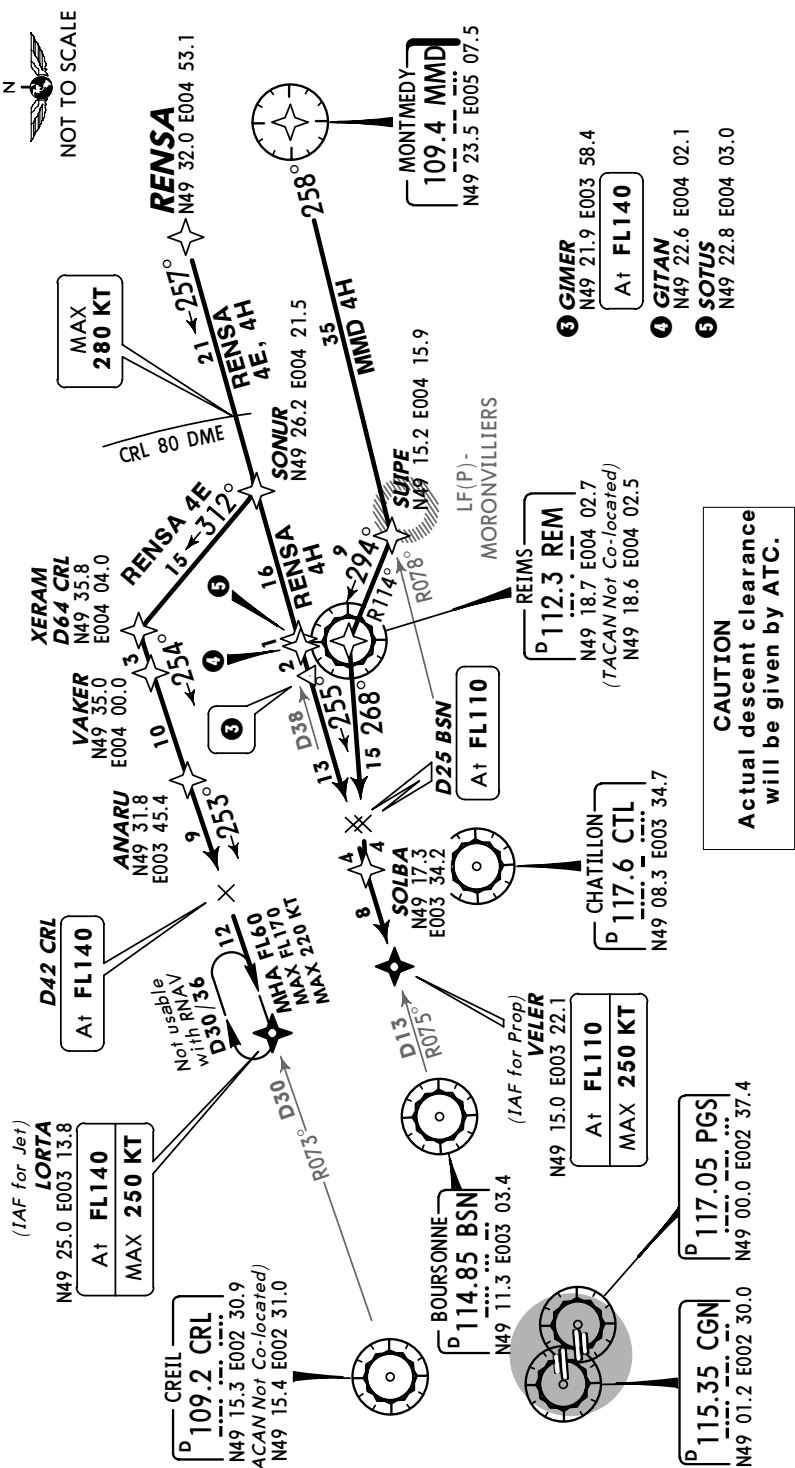 N
NOT TO SCALE
RENSA
N49 32.0 E004 53.1
MAX
280 KT
CRL 80 DME
257°
21
RENSA
4E, 4H
SONUR
N49 26.2 E004 21.5
MONTMEDY
109.4 MMD
N49 23.5 E005 07.5
258°
35
MMD 4H
SUIPE
N49 15.2 E004 15.9
LF(P)-
MORONVILLIERS
3 GIMER
N49 21.9 E003 58.4
At FL140
4 GITAN
N49 22.6 E004 02.1
5 SOTUS
N49 22.8 E004 03.0
RENSA 4E
15
312°
XERAM
D64 CRL
N49 35.8
E004 04.0
3
254°
VAKER
N49 35.0
E004 00.0
10
ANARU
N49 31.8
E003 45.4
9
253°
16
RENSA
4H
5
4
1
2
3
D38
255°
13
9
294°
R114°
R078°
REIMS
D 112.3 REM
N49 18.7 E004 02.7
(TACAN Not Co-located)
N49 18.6 E004 02.5
15
268°
D25 BSN
At FL110
4
4
SOLBA
N49 17.3
E003 34.2
8
CHATILLON
D 117.6 CTL
N49 08.3 E003 34.7
CAUTION
Actual descent clearance
will be given by ATC.
D42 CRL
At FL140
12
MHA FL60
MAX FL170
MAX 220 KT
Not usable
with RNAV
D30/36
(IAF for Jet)
LORTA
N49 25.0 E003 13.8
At FL140
MAX 250 KT
D30
R073°
D13
R075°
(IAF for Prop)
VELER
N49 15.0 E003 22.1
At FL110
MAX 250 KT
CREIL
D 109.2 CRL
N49 15.3 E002 30.9
ACAN Not Co-located)
N49 15.4 E002 31.0
BOURSONNE
D 114.85 BSN
N49 11.3 E003 03.4
D 117.05 PGS
N49 00.0 E002 37.4
D 115.35 CGN
N49 01.2 E002 30.0